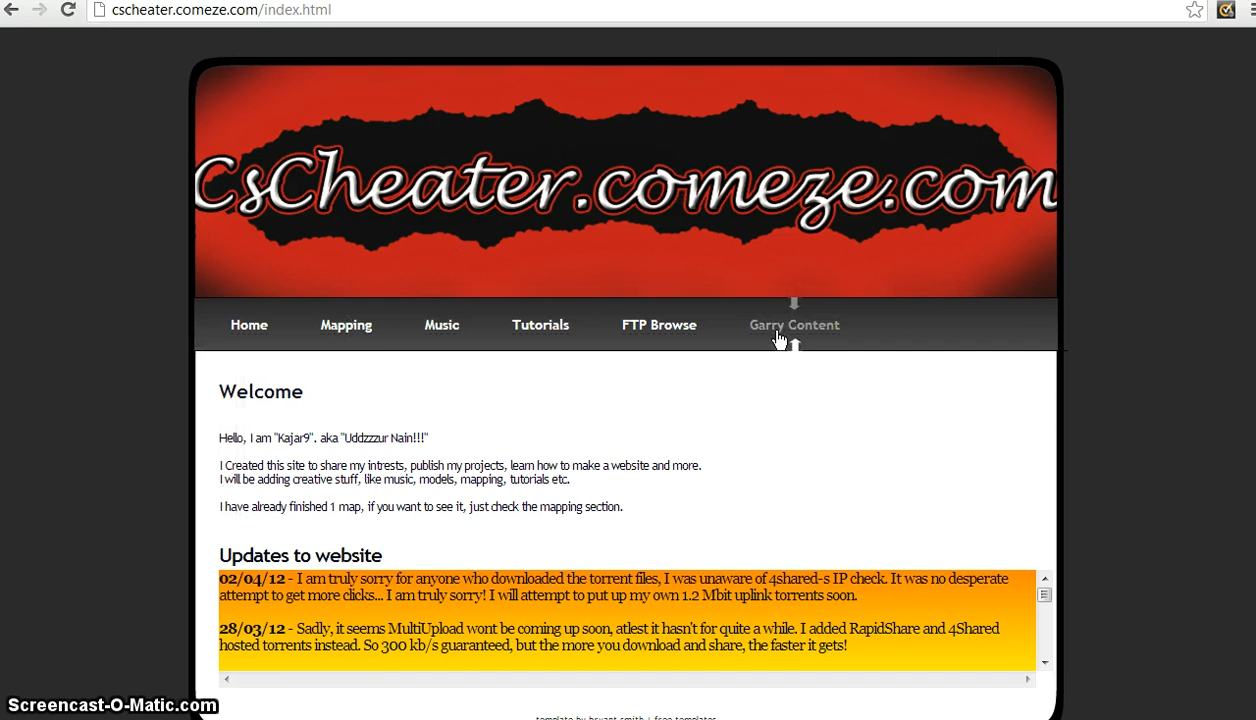 cscheater.comeze.com/index.html
CsCheater.comeze.com
Home Mapping Music Tutorials FTP Browse Garry Content
Welcome
Hello, I am "Kajar9". aka "Uddzzzur Nain!!!"
I Created this site to share my intrests, publish my projects, learn how to make a website and more.
I will be adding creative stuff, like music, models, mapping, tutorials etc.
I have already finished 1 map, if you want to see it, just check the mapping section.
Updates to website
02/04/12 - I am truly sorry for anyone who downloaded the torrent files, I was unaware of 4shared-s IP check. It was no desperate
attempt to get more clicks... I am truly sorry! I will attempt to put up my own 1.2 Mbit uplink torrents soon.
28/03/12 - Sadly, it seems MultiUpload wont be coming up soon, atlest it hasn't for quite a while. I added RapidShare and 4Shared
hosted torrents instead. So 300 kb/s guaranteed, but the more you download and share, the faster it gets!
template by bryant smith | free templates
Screencast-O-Matic.com